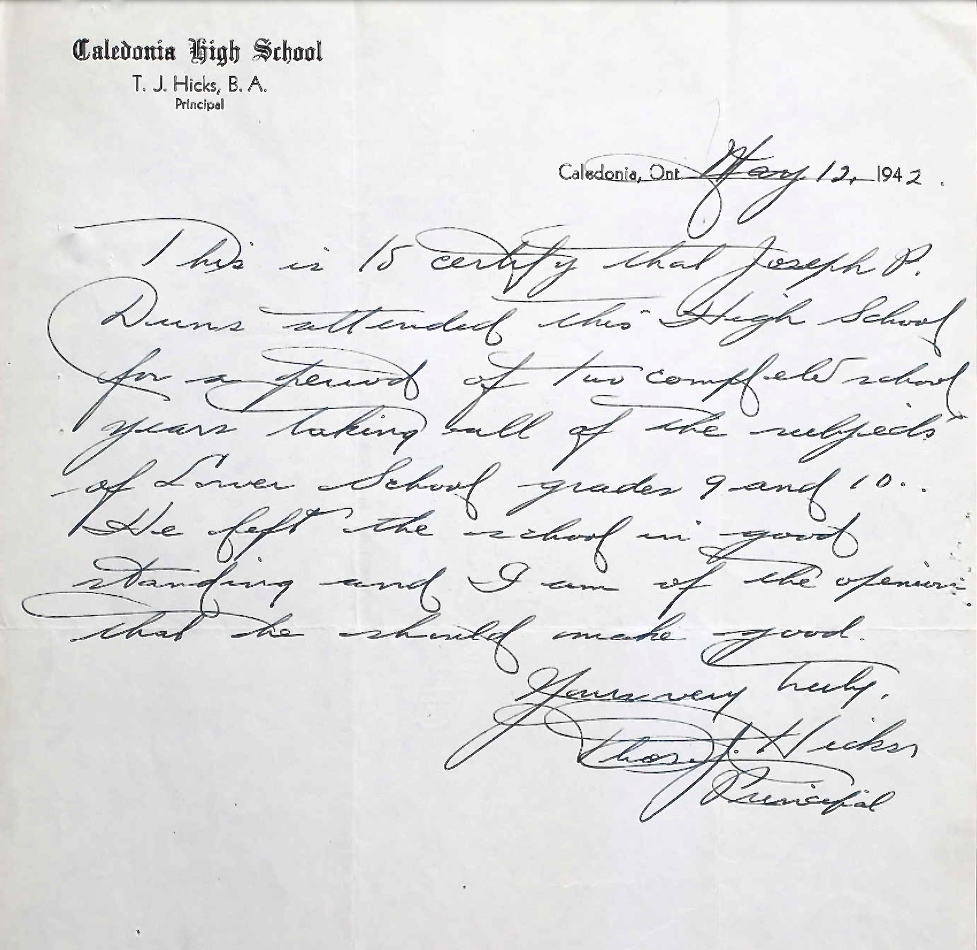 Caledonia High School
T. J. Hicks, B. A.
Principal
Caledonia, Ont. May 12, 1942.
This is to certify that Joseph P.
Duns attended this High School
for a period of two complete school
years taking all of the subjects
of Lower School grades 9 and 10..
He left the school in good
standing and I am of the openion
that he should make good.
Yours very truly.
Thos. J. Hicks
Principal